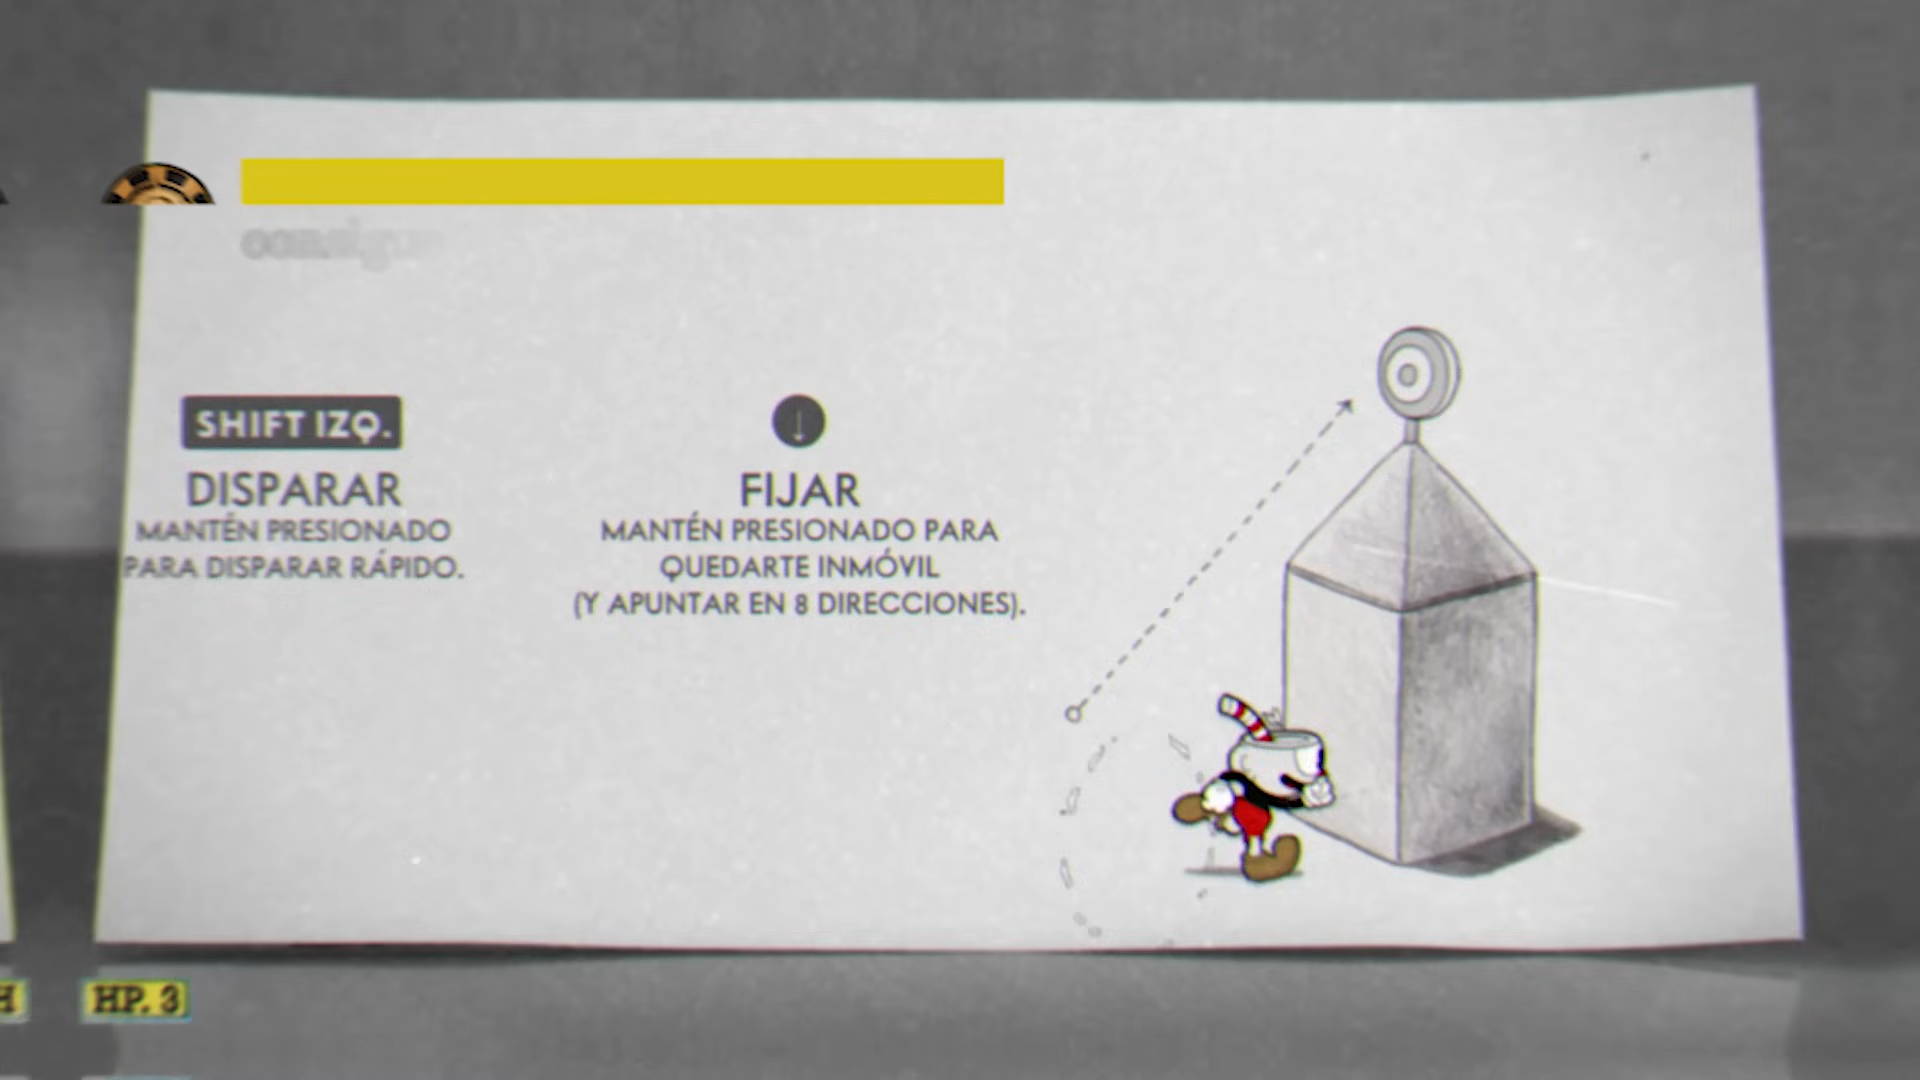 SHIFT IZQ.
DISPARAR
MANTÉN PRESIONADO
PARA DISPARAR RÁPIDO.
↓
FIJAR
MANTÉN PRESIONADO PARA
QUEDARTE INMÓVIL
(Y APUNTAR EN 8 DIRECCIONES).
HP. 3